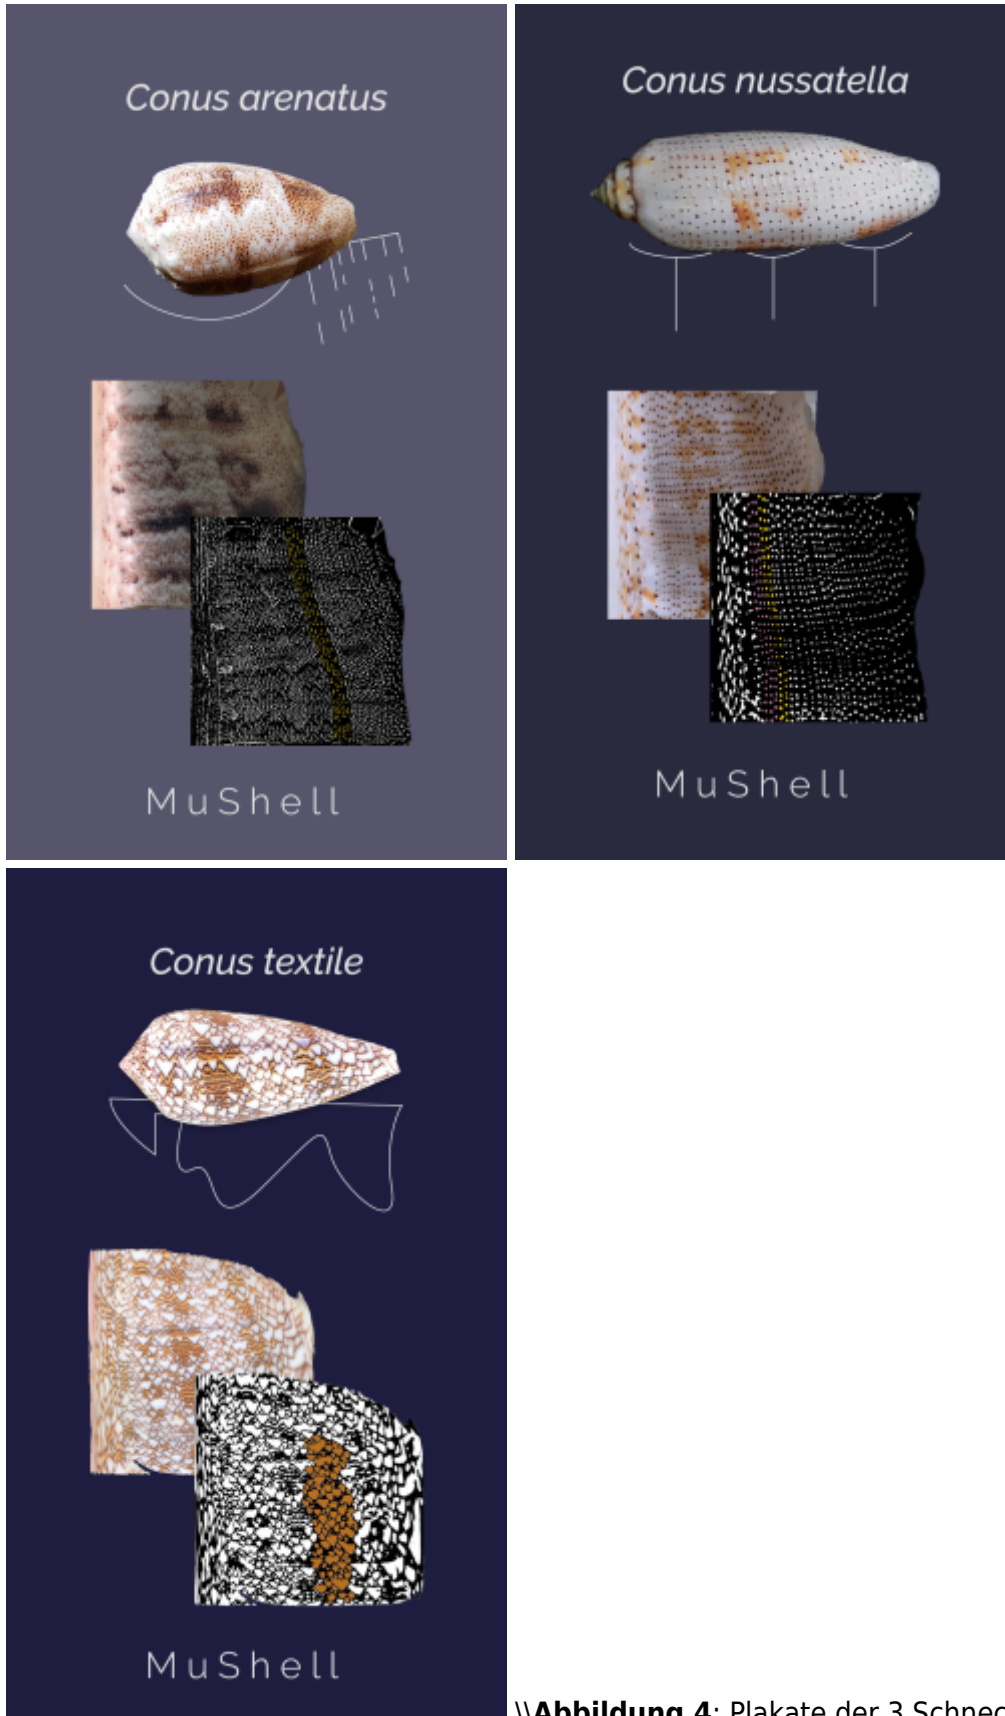 Conus arenatus
MuShell
Conus nussatella
MuShell
Conus textile
MuShell
\\Abbildung 4: Plakate der 3